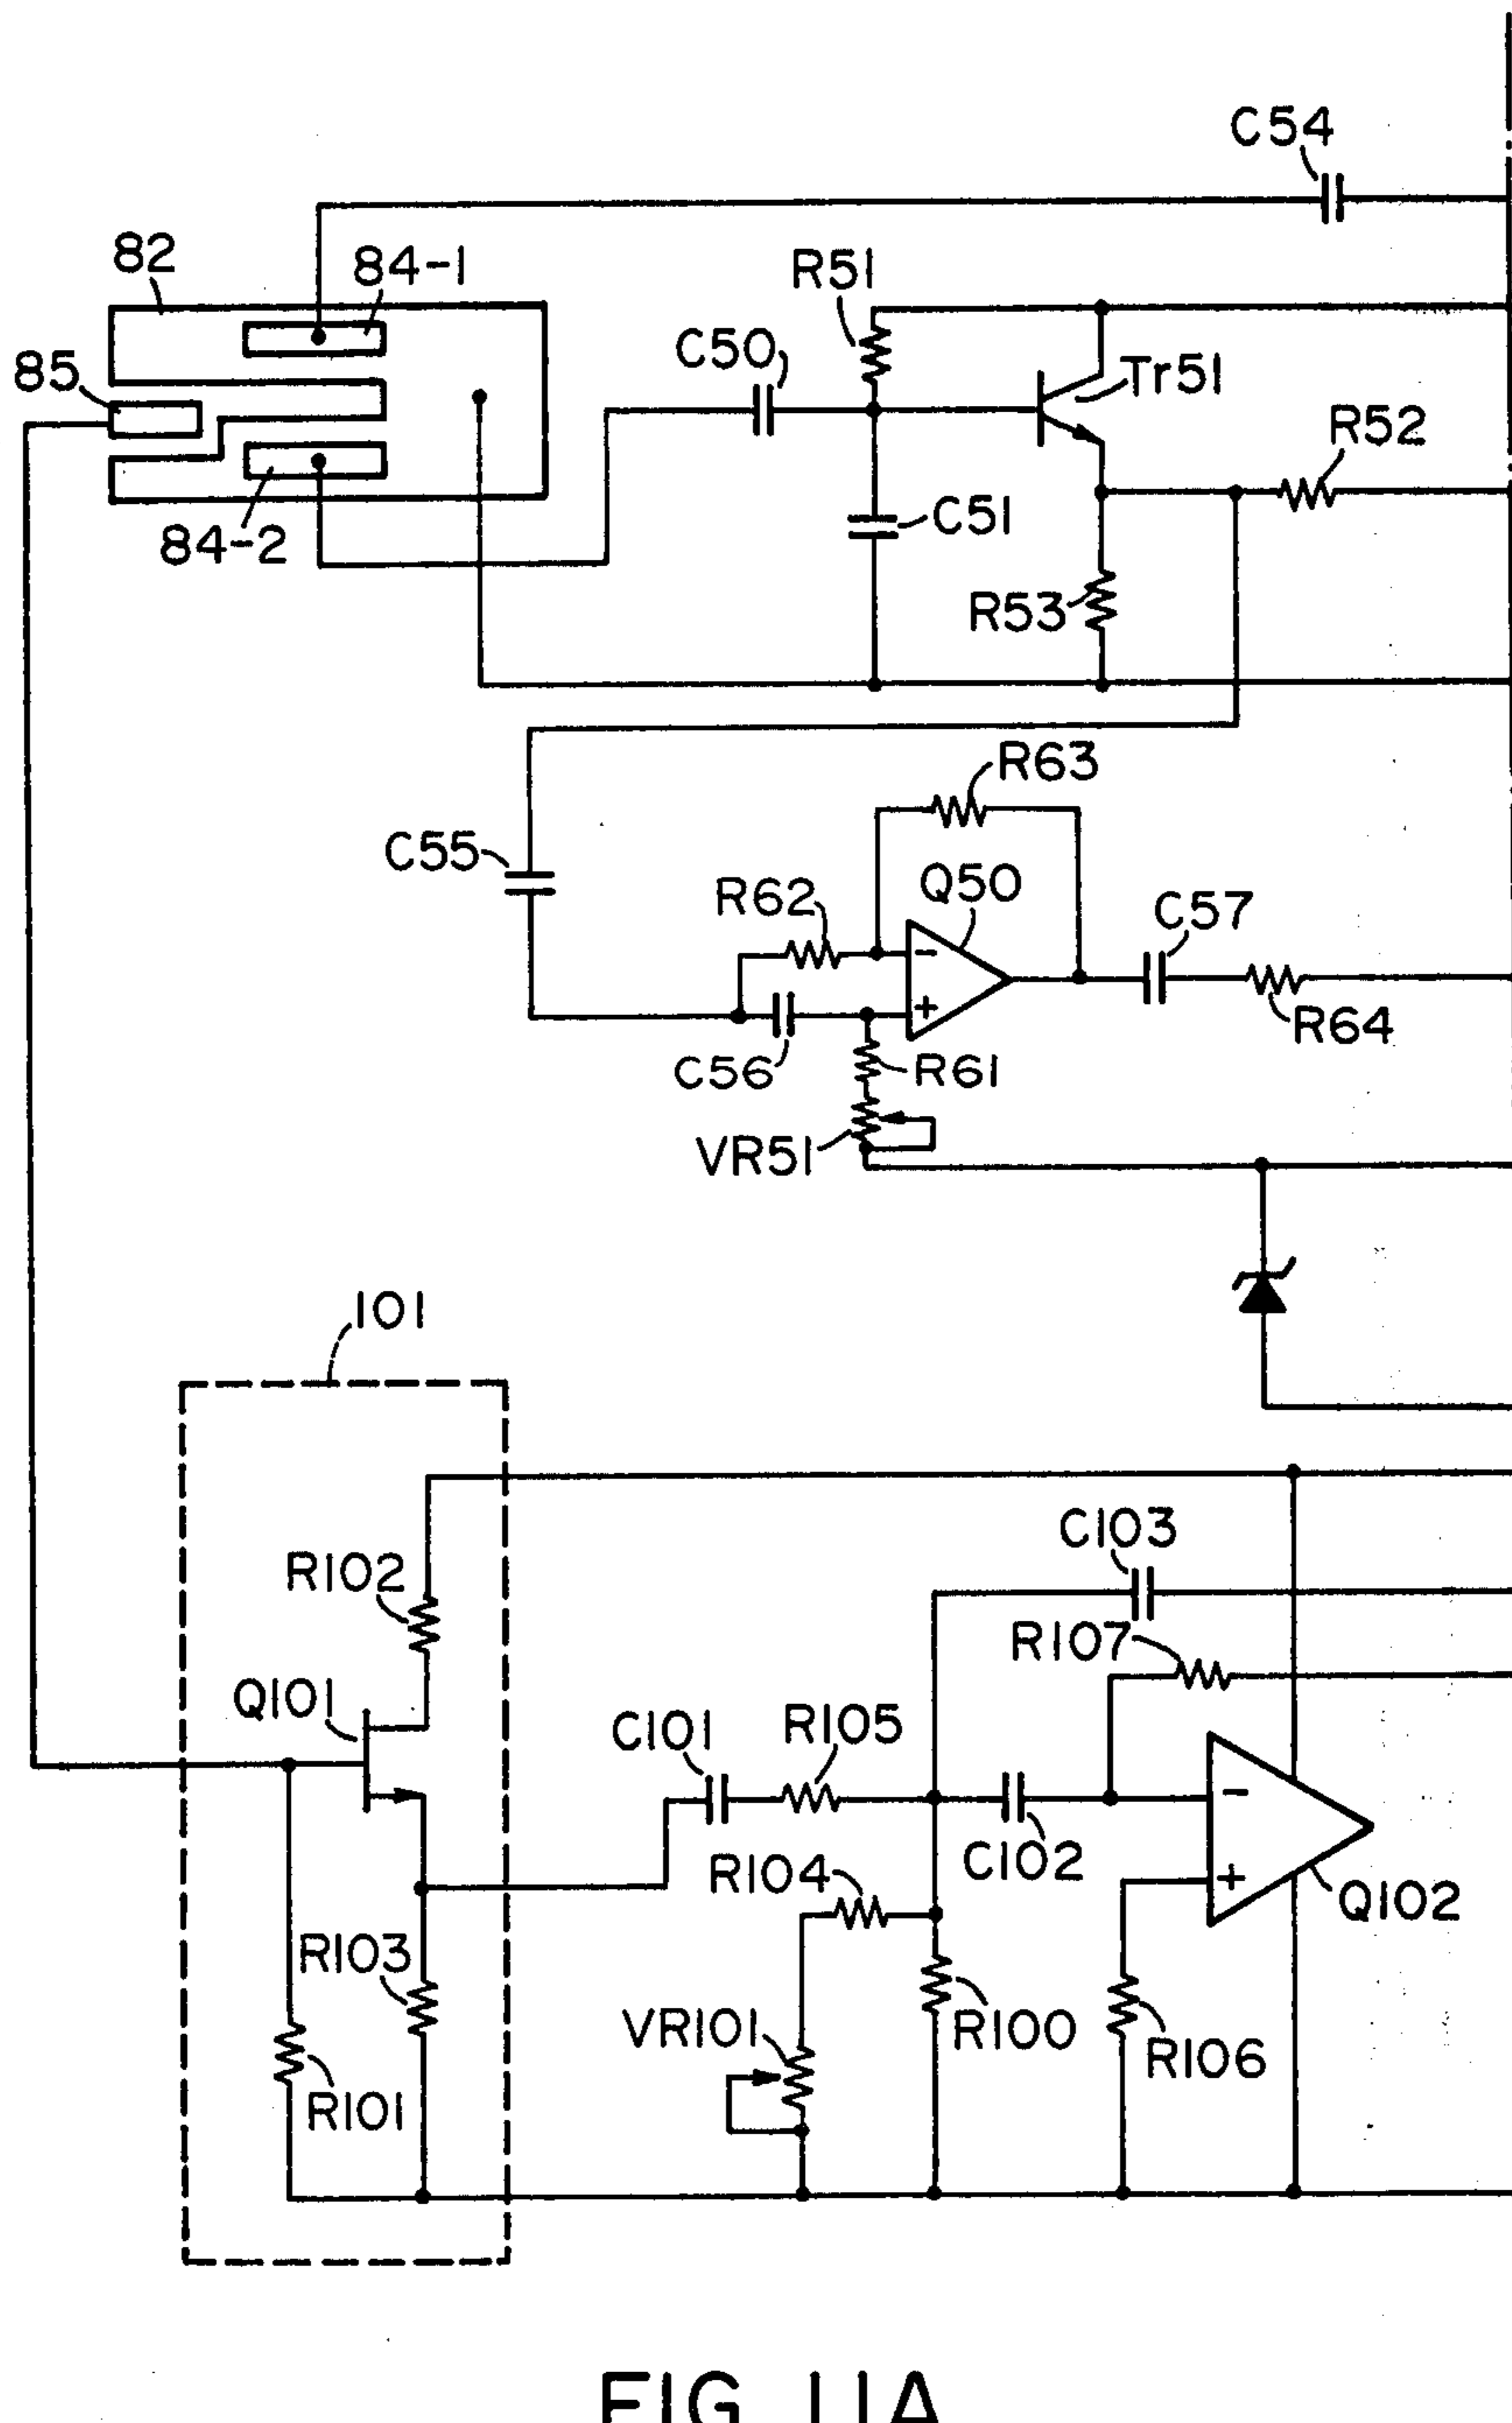 C54
82
84-1
R51
C50
85
Tr51
R52
84-2
C51
R53
R63
C55
R62
Q50
C57
-
+
C56
R61
R64
VR51
101
C103
R102
R107
Q101
C101
R105
-
C102
R104
+
Q102
R103
VR101
R100
R106
R101
FIG. 11A